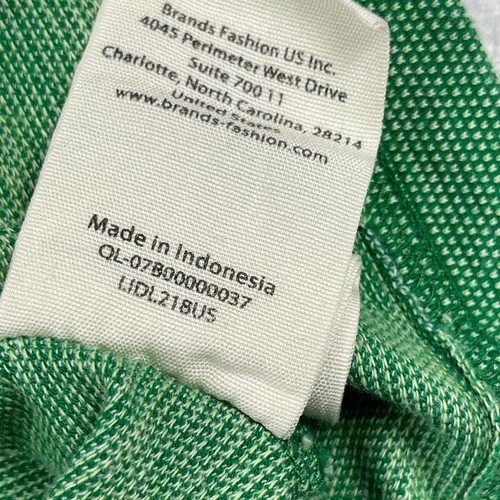 Brands Fashion US Inc.
4045 Perimeter West Drive
Suite 700 11
Charlotte, North Carolina, 28214
United States
www.brands-fashion.com
Made in Indonesia
QL-07B00000037
LIDL218US